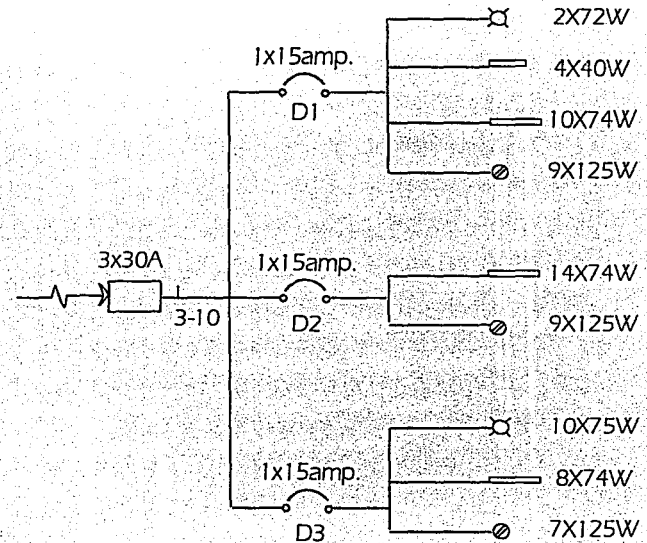 2X72W
1x15amp.
4X40W
D1
10X74W
9X125W
3x30A
1x15amp.
14X74W
3-10
D2
9X125W
10X75W
1x15amp.
8X74W
D3
7X125W